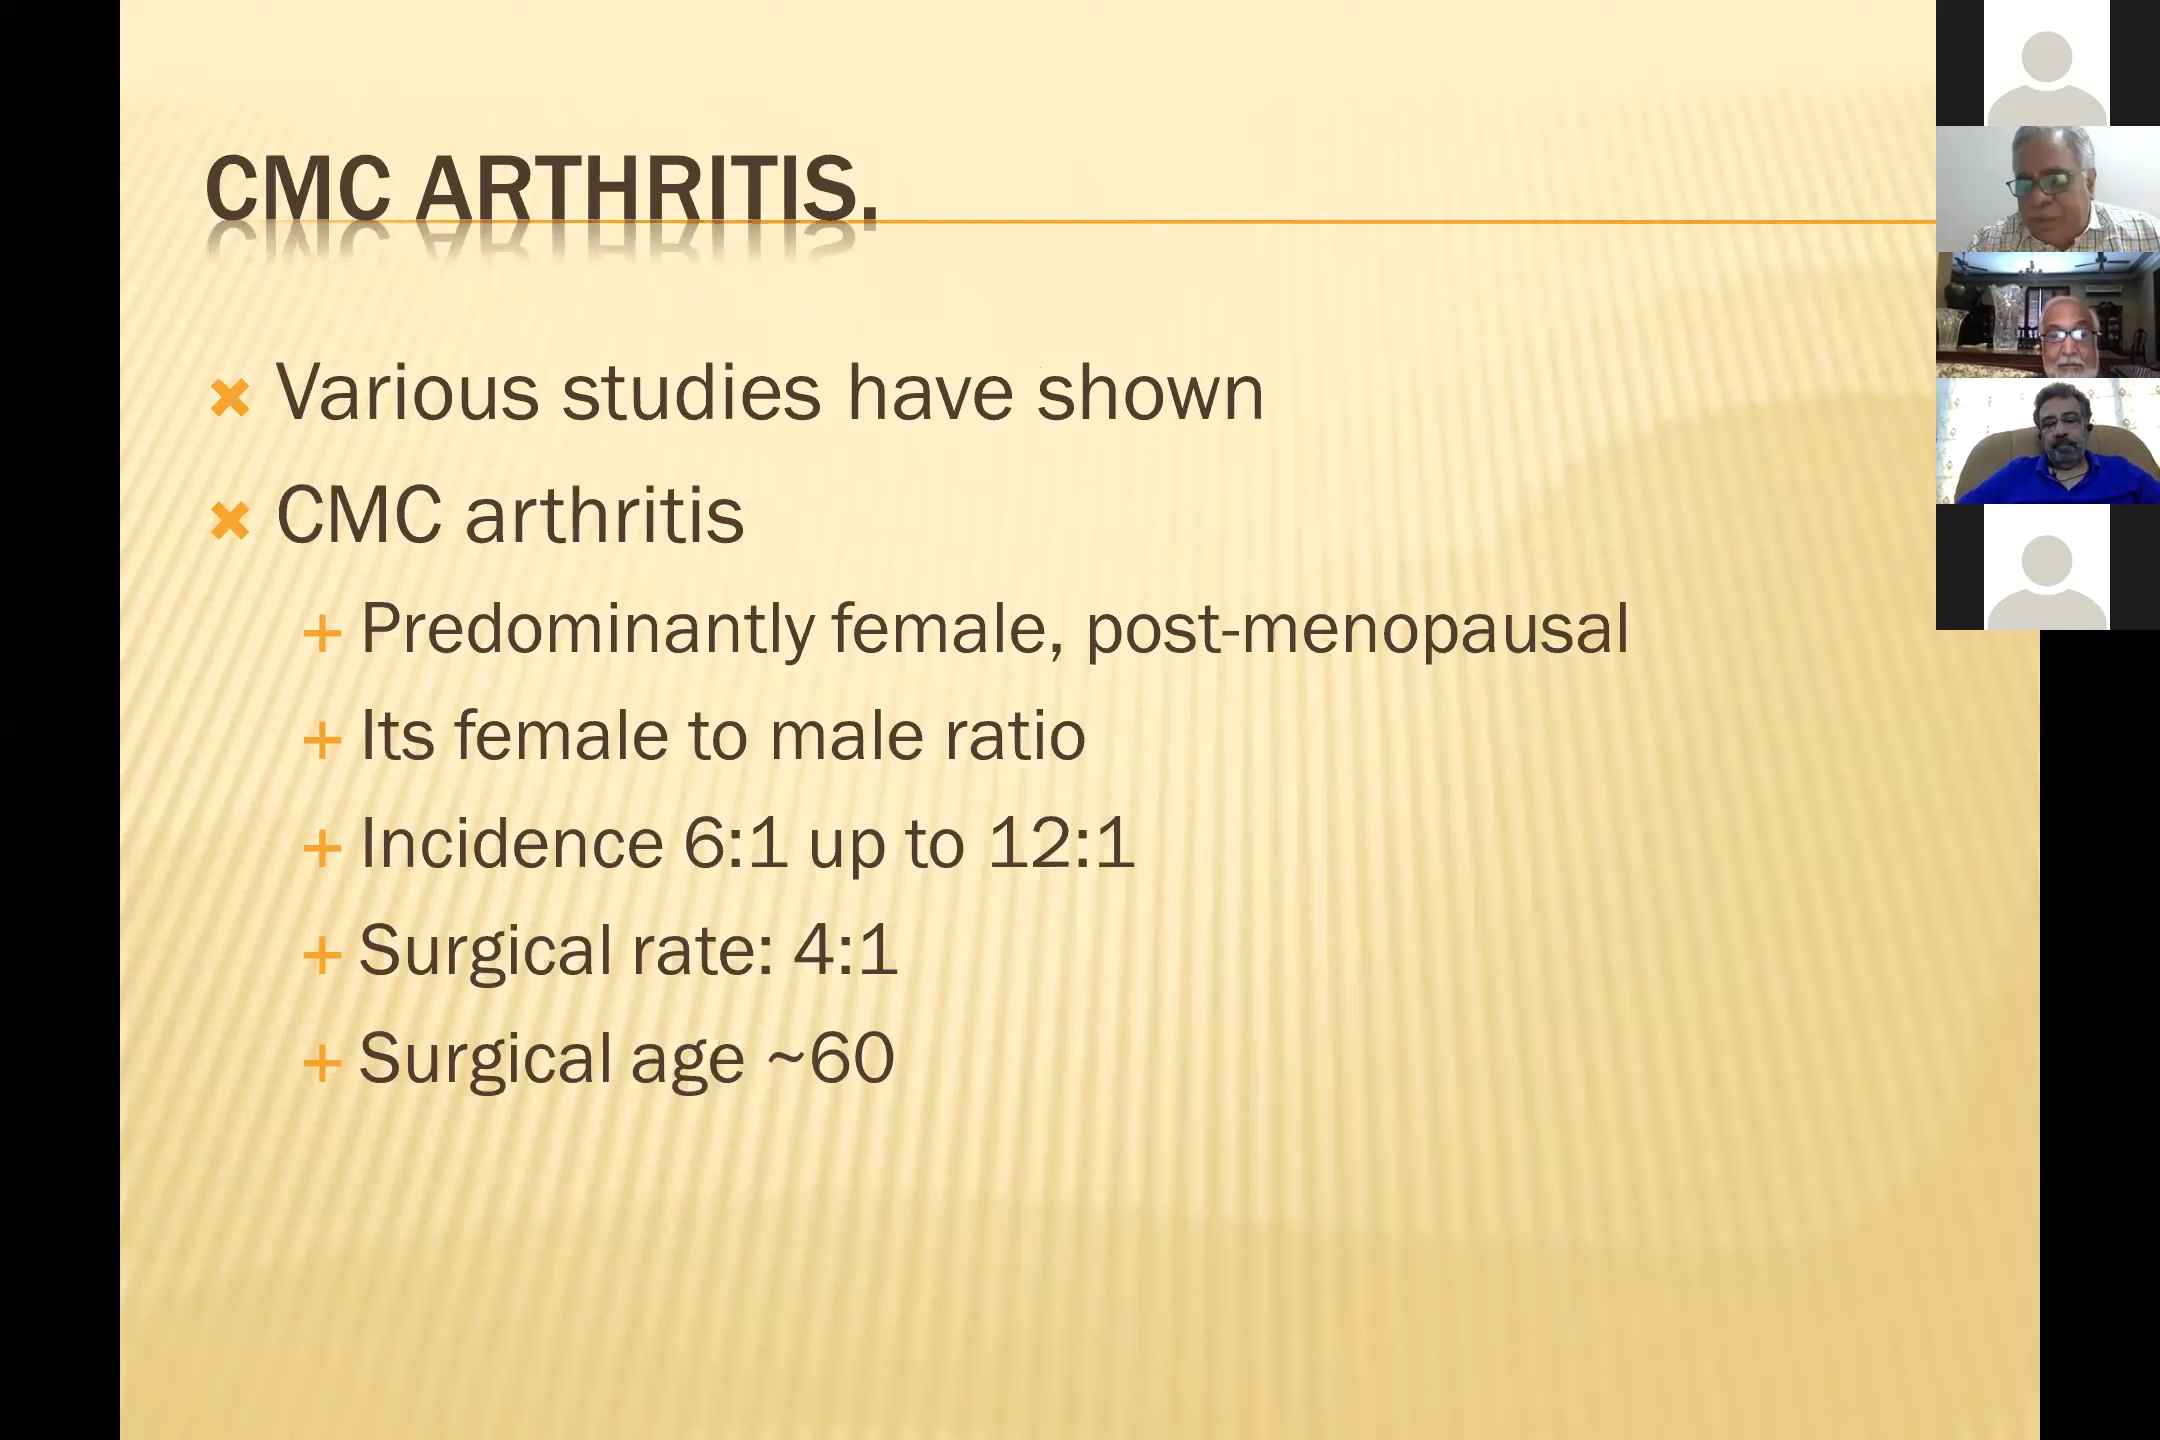 CMC ARTHRITIS.
Various studies have shown
CMC arthritis
Predominantly female, post-menopausal
Its female to male ratio
Incidence 6:1 up to 12:1
Surgical rate: 4:1
Surgical age ~60